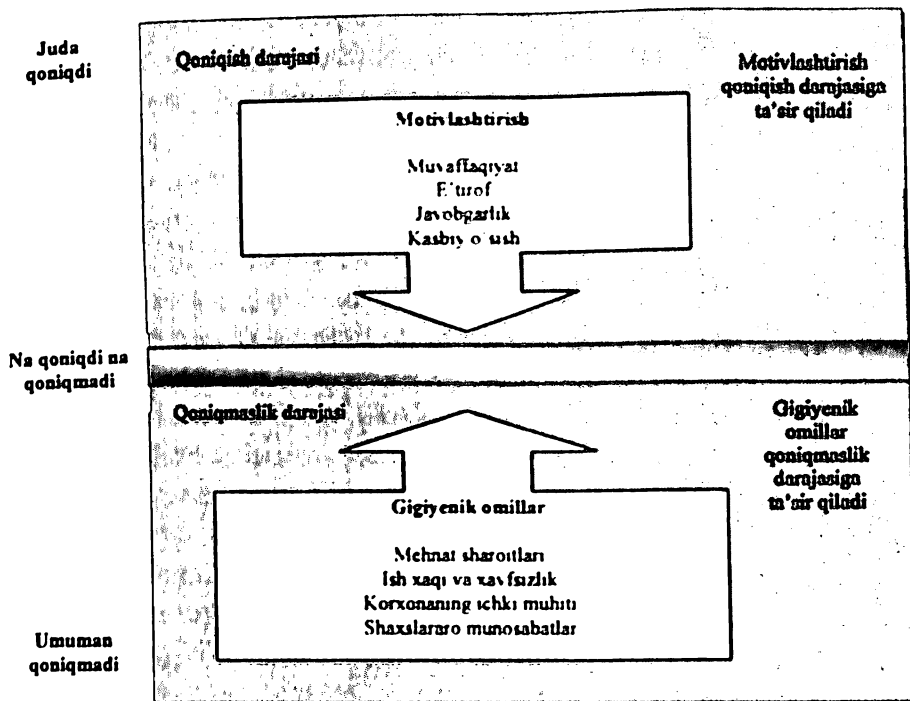 Juda
qoniqdi
Qoniqish darajasi
Motivlashtirish
qoniqish darajasiga
ta'sir qiladi
Motivlashtirish
Muvaffaqiyat
E'tirof
Javobgarlik
Kasbiy o'sish
Na qoniqdi na
qoniqmadi
Qoniqmaslik darajasi
Gigiyenik
omillar
qoniqmaslik
darajasiga
ta'sir qiladi
Gigiyenik omillar
Mehnat sharoitlari
Ish xaqi va xavfsizlik
Korxonaning ichki muhiti
Shaxslararo munosabatlar
Umuman
qoniqmadi